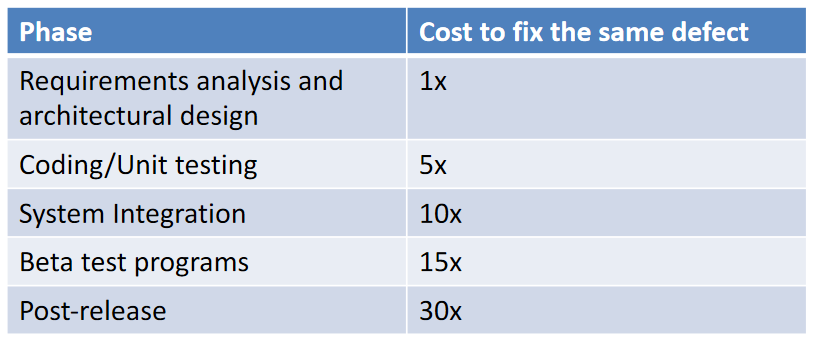 Phase Cost to fix the same defect
Requirements analysis and 1x
architectural design
Coding/Unit testing 5x
System Integration 10x
Beta test programs 15x
Post-release 30x